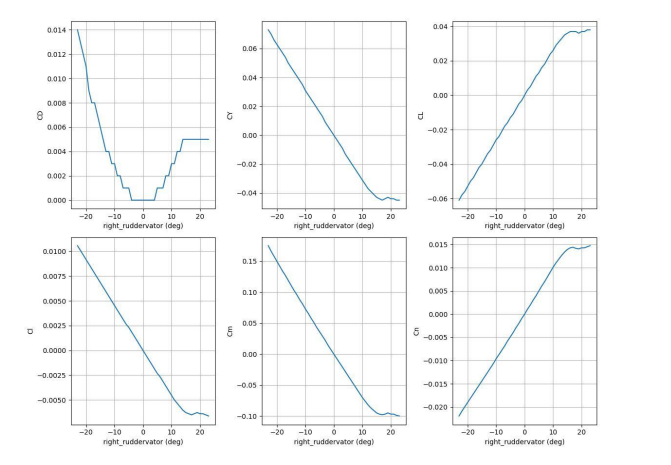 0.014
0.012
0.010
0.008
0.006
0.004
0.002
0.000
CD
−20 −10 0 10 20
right_ruddervator (deg)
0.06
0.04
0.02
0.00
−0.02
−0.04
CY
−20 −10 0 10 20
right_ruddervator (deg)
0.04
0.02
0.00
−0.02
−0.04
−0.06
CL
−20 −10 0 10 20
right_ruddervator (deg)
0.0100
0.0075
0.0050
0.0025
0.0000
−0.0025
−0.0050
Cl
−20 −10 0 10 20
right_ruddervator (deg)
0.15
0.10
0.05
0.00
−0.05
−0.10
Cm
−20 −10 0 10 20
right_ruddervator (deg)
0.015
0.010
0.005
0.000
−0.005
−0.010
−0.015
−0.020
Cn
−20 −10 0 10 20
right_ruddervator (deg)